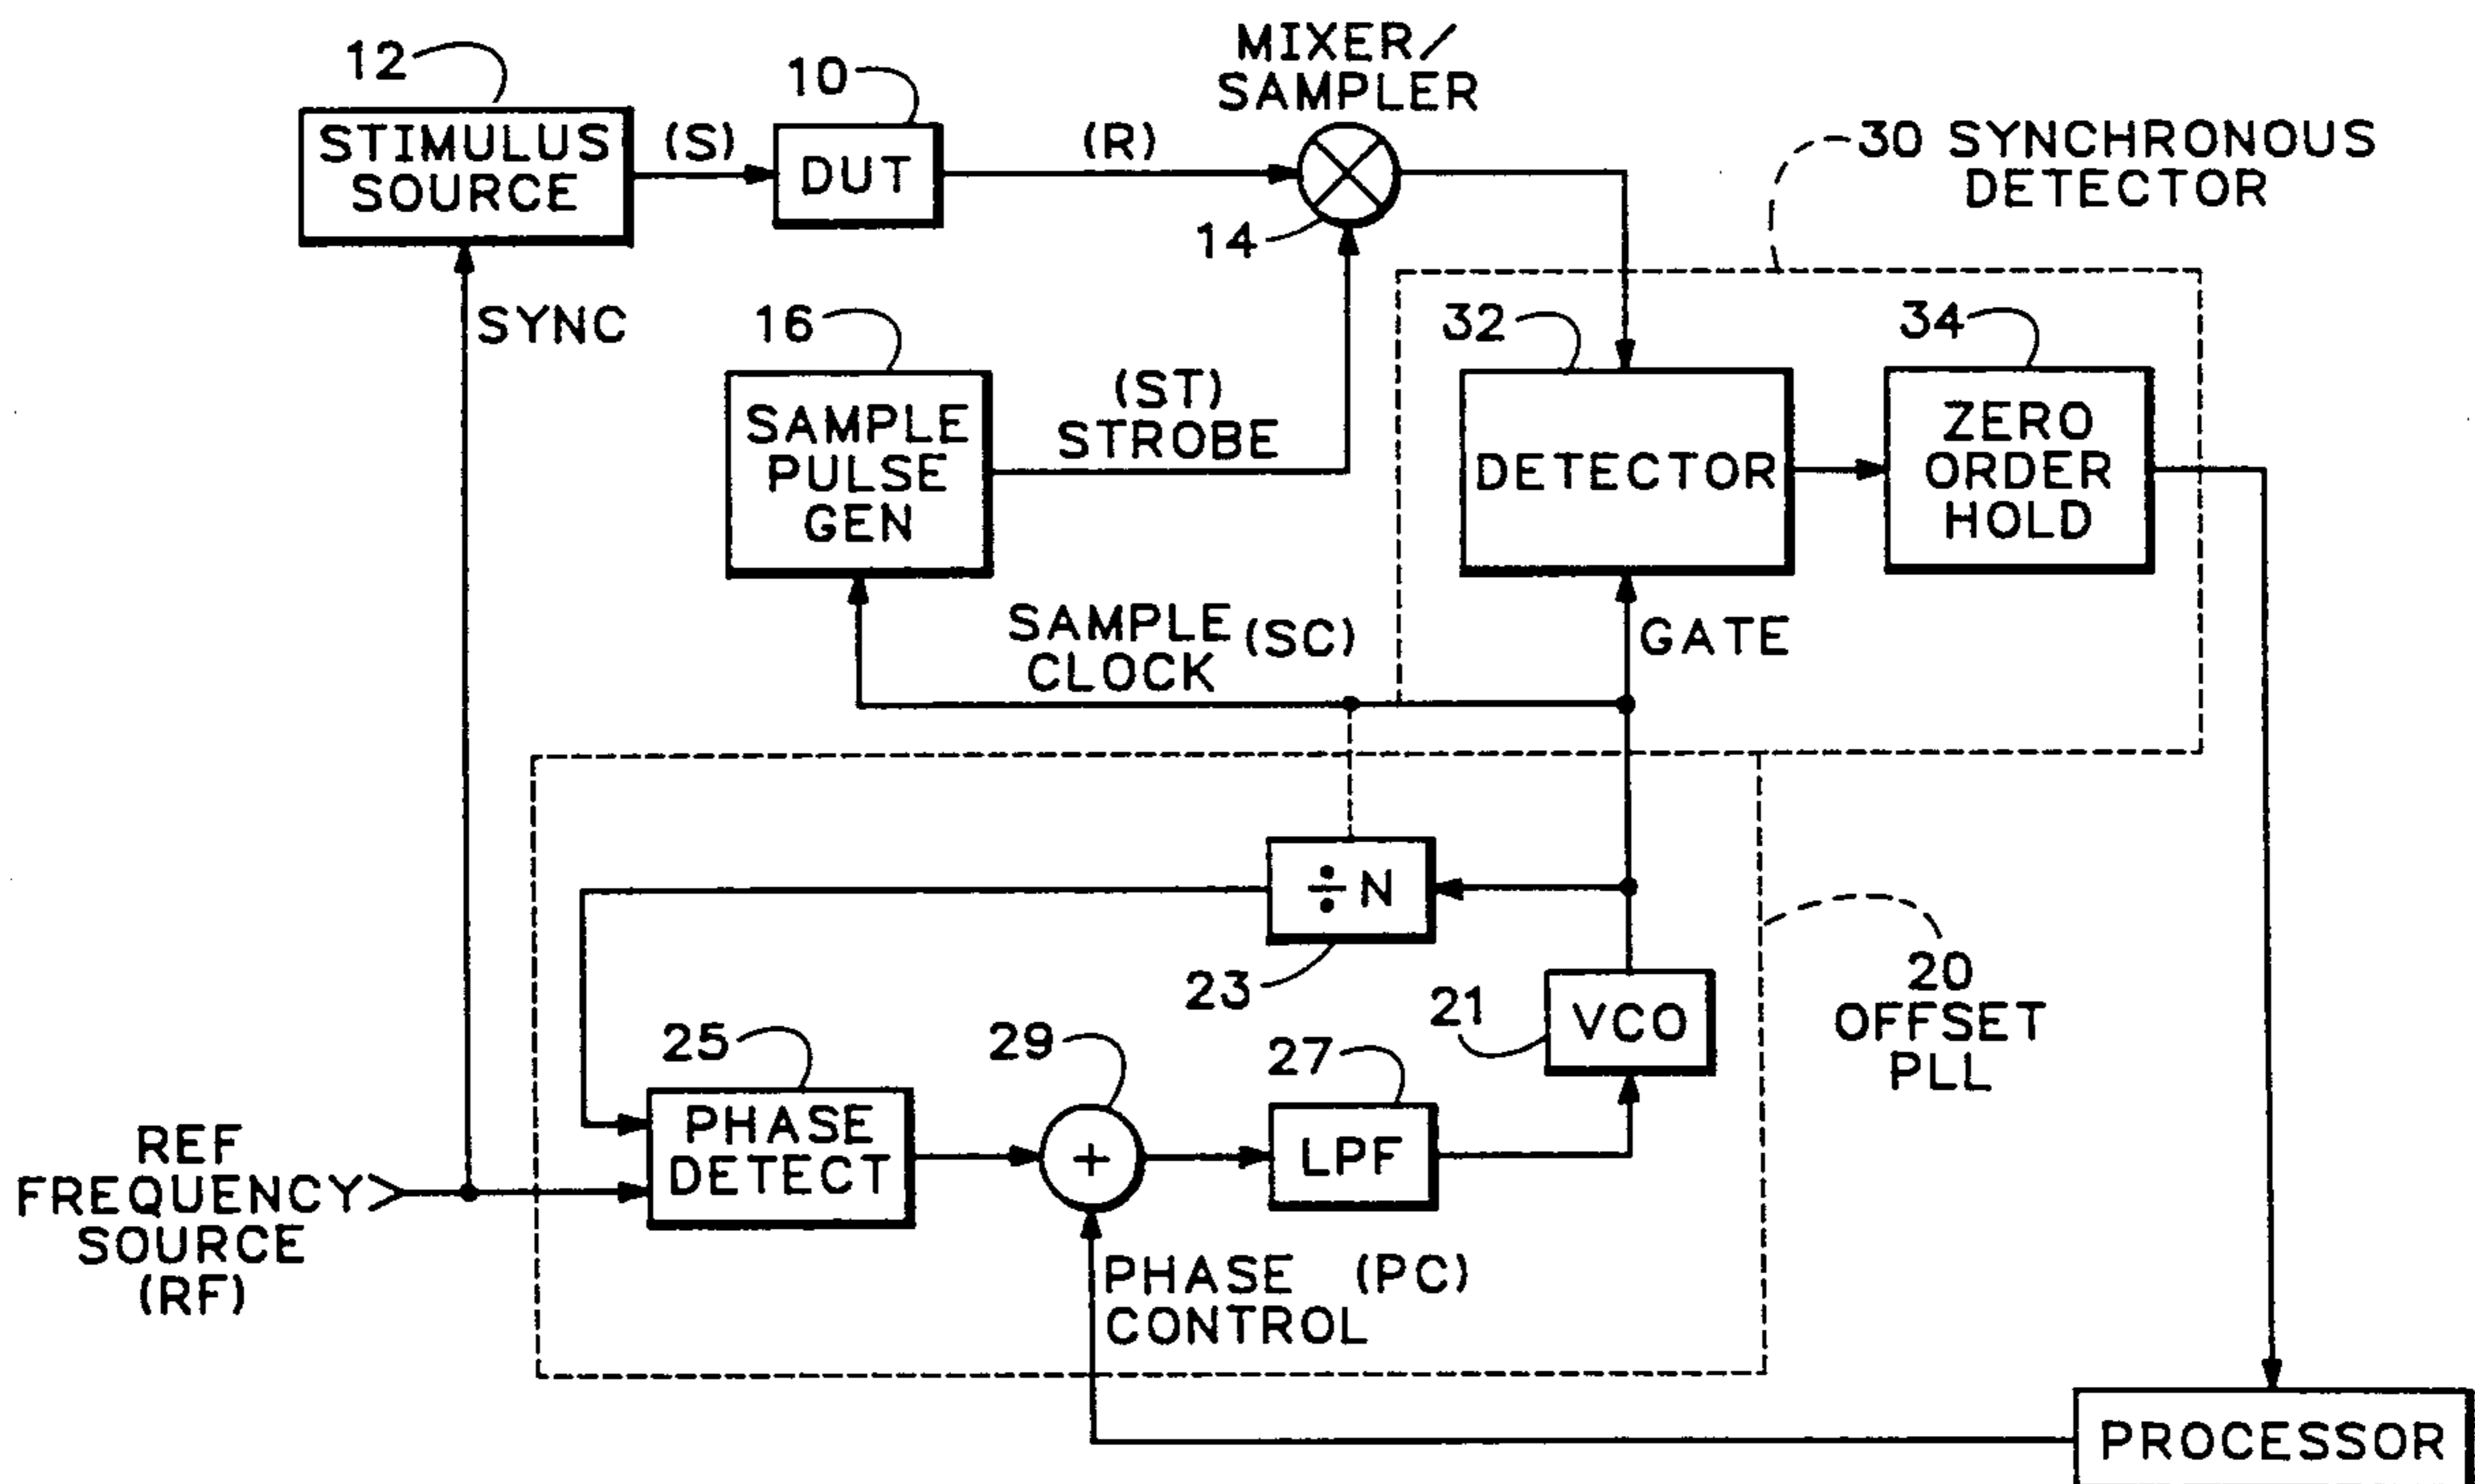 12
STIMULUS
SOURCE
(S)
10
DUT
(R)
MIXER/
SAMPLER
14
30 SYNCHRONOUS
DETECTOR
SYNC
16
SAMPLE
PULSE
GEN
(ST)
STROBE
32
DETECTOR
34
ZERO
ORDER
HOLD
SAMPLE (SC)
CLOCK
GATE
÷ N
23
21
VCO
20
OFFSET
PLL
25
PHASE
DETECT
29
+
27
LPF
REF
FREQUENCY
SOURCE
(RF)
PHASE (PC)
CONTROL
PROCESSOR